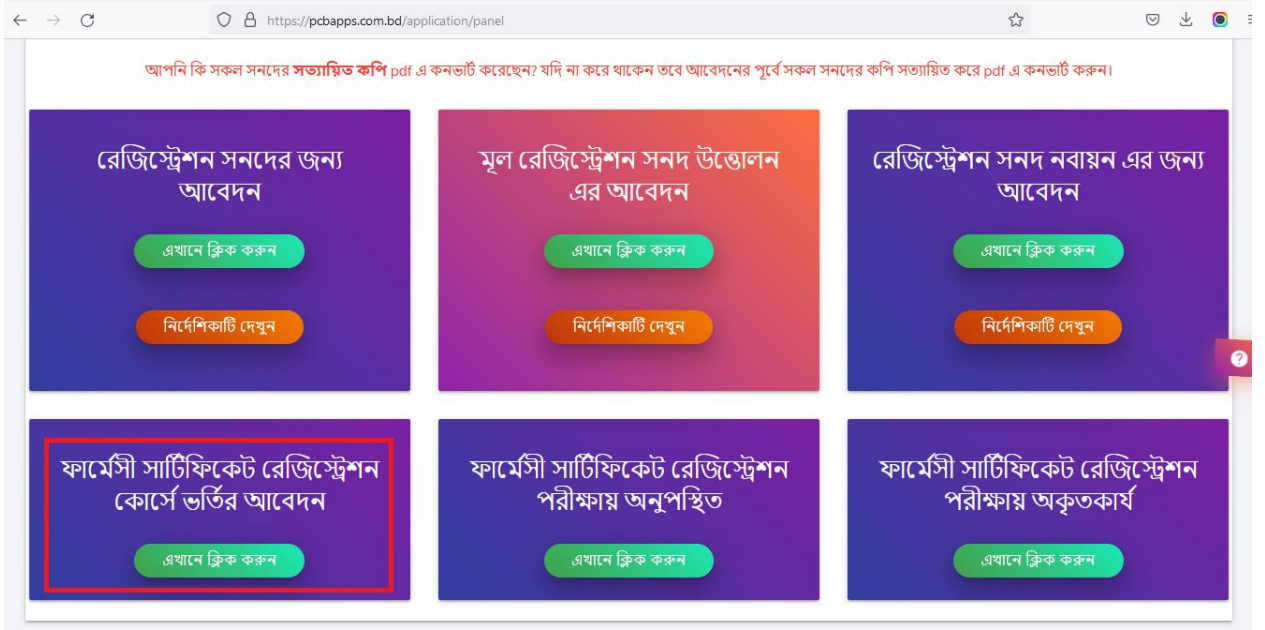 https://pcbapps.com.bd/application/panel
আপনি কি সকল সনদের সত্যায়িত কপি pdf এ কনভার্ট করেছেন? যদি না করে থাকেন তবে আবেদনের পূর্বে সকল সনদের কপি সত্যায়িত করে pdf এ কনভার্ট করুন।
রেজিস্ট্রেশন সনদের জন্য
আবেদন
এখানে ক্লিক করুন
নির্দেশিকাটি দেখুন
মূল রেজিস্ট্রেশন সনদ উত্তোলন
এর আবেদন
এখানে ক্লিক করুন
নির্দেশিকাটি দেখুন
রেজিস্ট্রেশন সনদ নবায়ন এর জন্য
আবেদন
এখানে ক্লিক করুন
নির্দেশিকাটি দেখুন
ফার্মেসী সার্টিফিকেট রেজিস্ট্রেশন
কোর্সে ভর্তির আবেদন
এখানে ক্লিক করুন
ফার্মেসী সার্টিফিকেট রেজিস্ট্রেশন
পরীক্ষায় অনুপস্থিত
এখানে ক্লিক করুন
ফার্মেসী সার্টিফিকেট রেজিস্ট্রেশন
পরীক্ষায় অকৃতকার্য
এখানে ক্লিক করুন